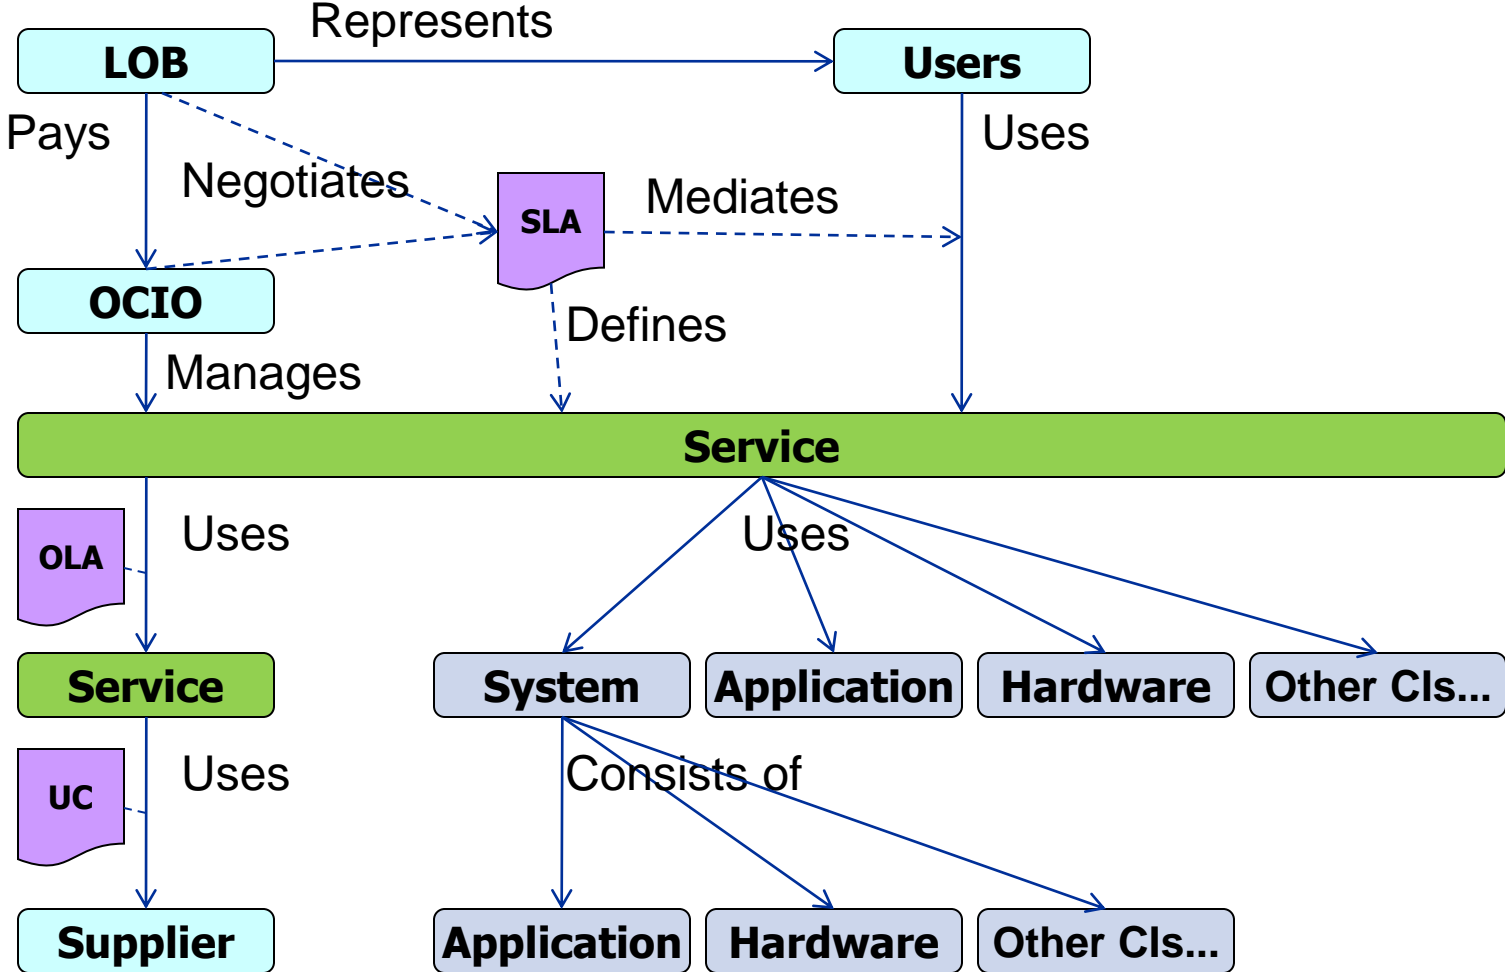 Represents
LOB
Users
Pays
Uses
Negotiates
SLA
Mediates
OCIO
Defines
Manages
Service
OLA
Uses
Uses
Service
System
Application
Hardware
Other CIs...
UC
Uses
Consists of
Supplier
Application
Hardware
Other CIs...